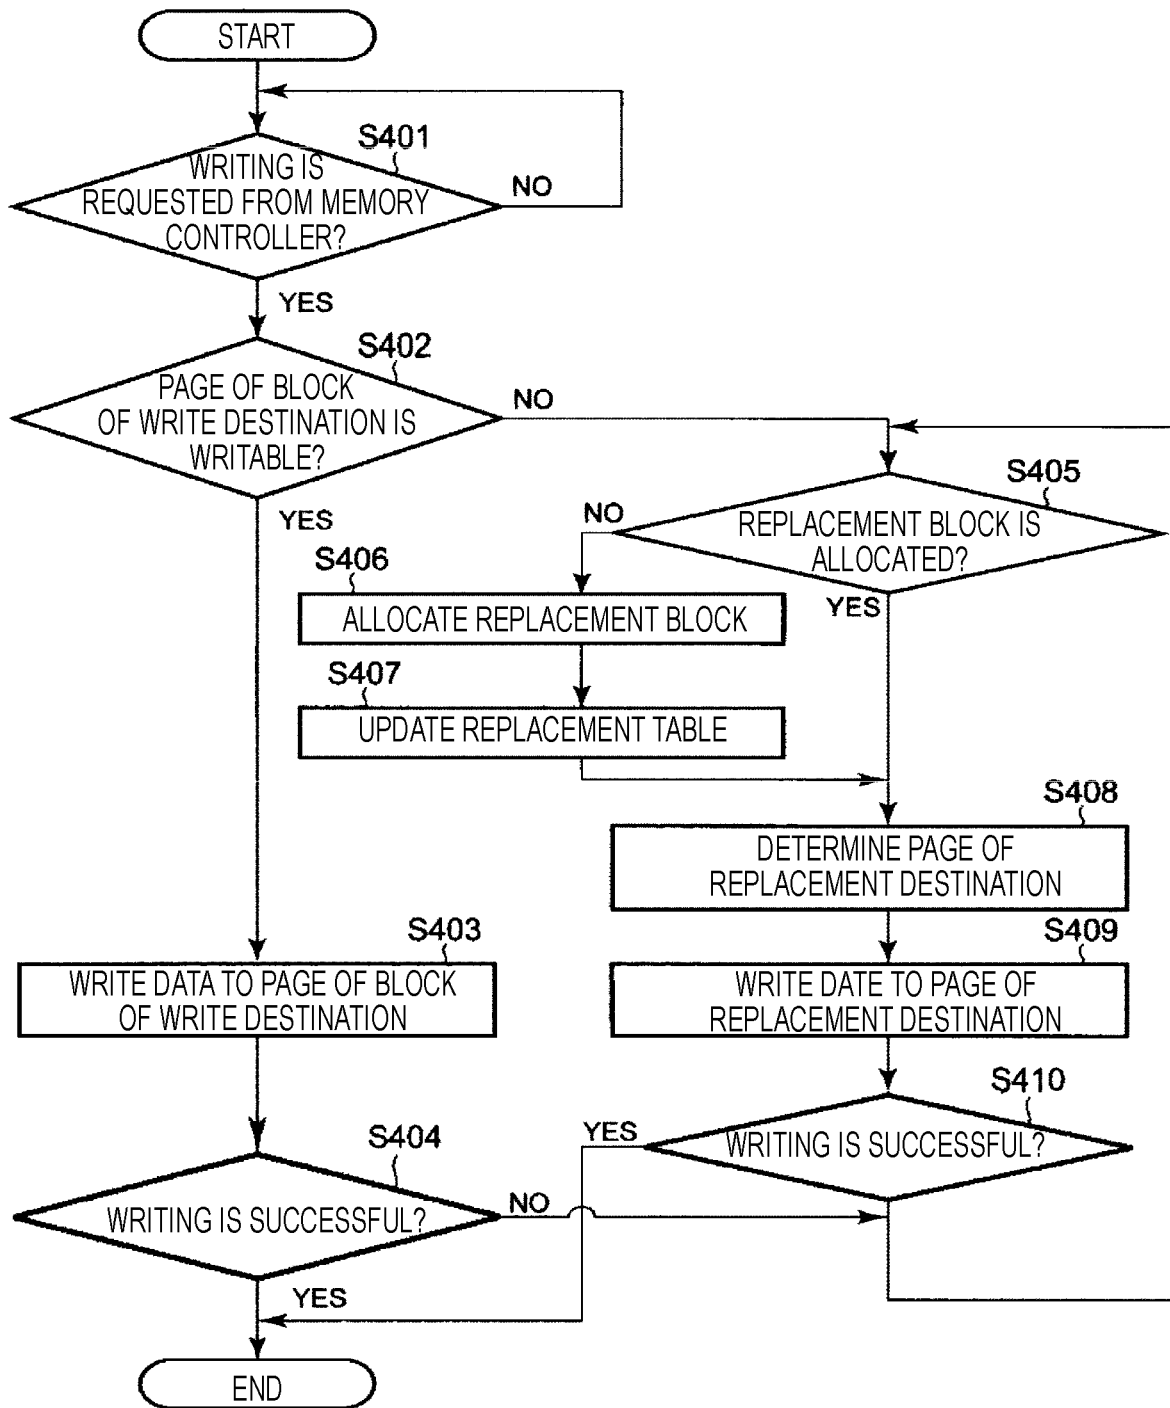 START
S401
WRITING IS
REQUESTED FROM MEMORY
CONTROLLER?
NO
YES
S402
PAGE OF BLOCK
OF WRITE DESTINATION IS
WRITABLE?
NO
YES
S405
REPLACEMENT BLOCK IS
ALLOCATED?
NO
YES
S406
ALLOCATE REPLACEMENT BLOCK
S407
UPDATE REPLACEMENT TABLE
S408
DETERMINE PAGE OF
REPLACEMENT DESTINATION
S403
WRITE DATA TO PAGE OF BLOCK
OF WRITE DESTINATION
S409
WRITE DATE TO PAGE OF
REPLACEMENT DESTINATION
S410
WRITING IS SUCCESSFUL?
YES
S404
WRITING IS SUCCESSFUL?
NO
YES
END